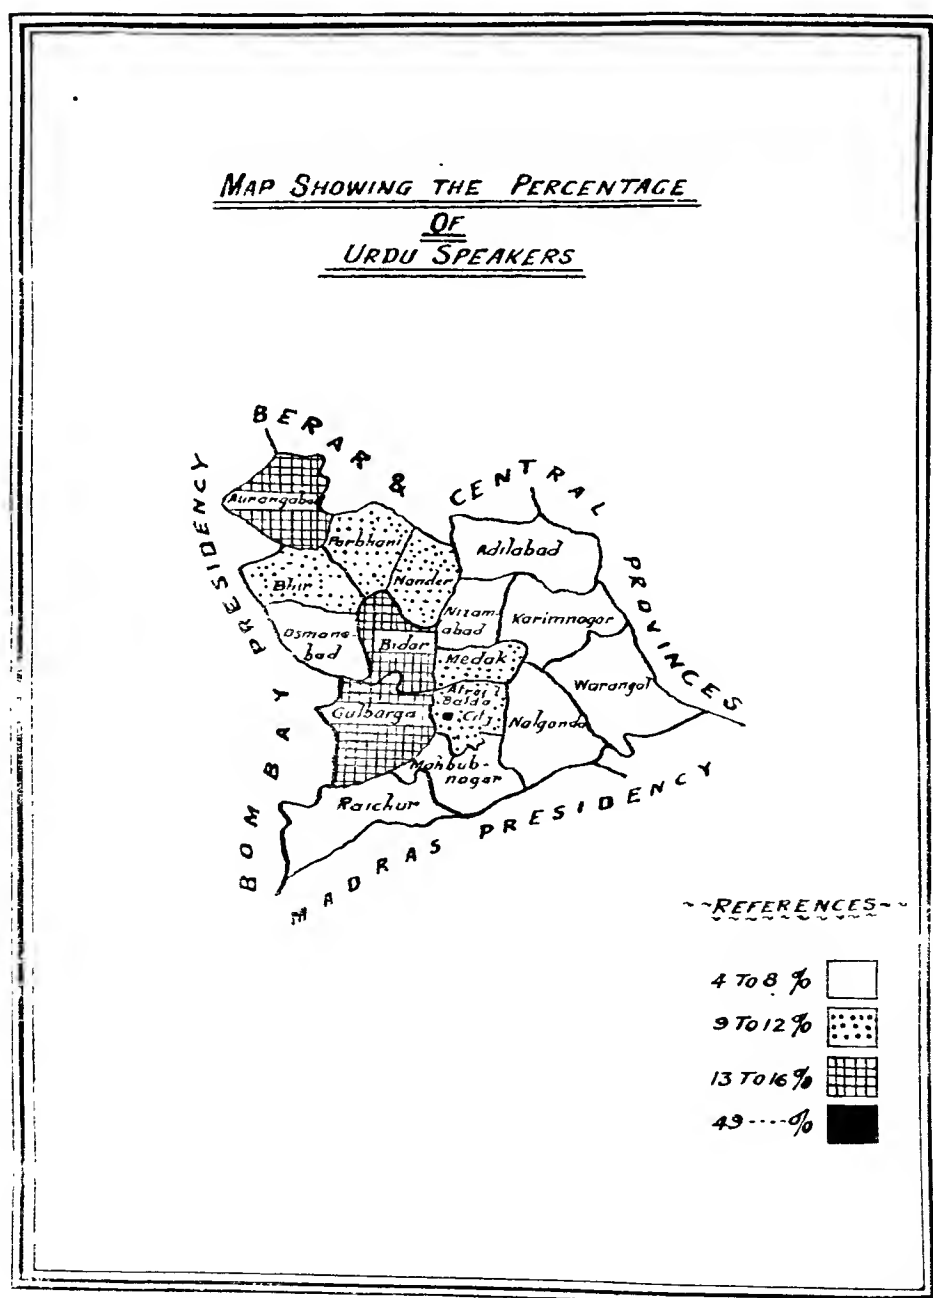 MAP SHOWING THE PERCENTAGE
OF
URDU SPEAKERS
BERAR & CENTRAL PROVINCES
BOMBAY PRESIDENCY
Aurangabad
Parbhani
Nander
Adilabad
Bhir
Osmana-
bad
Bidar
Nizam-
abad
Karimnagar
Medak
Warangal
Gulbarga
Balda
City
Nalgonda
Mahbub-
nagar
Raichur
MADRAS PRESIDENCY
~~REFERENCES~~
4 TO 8 %
9 TO 12 %
13 TO 16 %
49 ----%